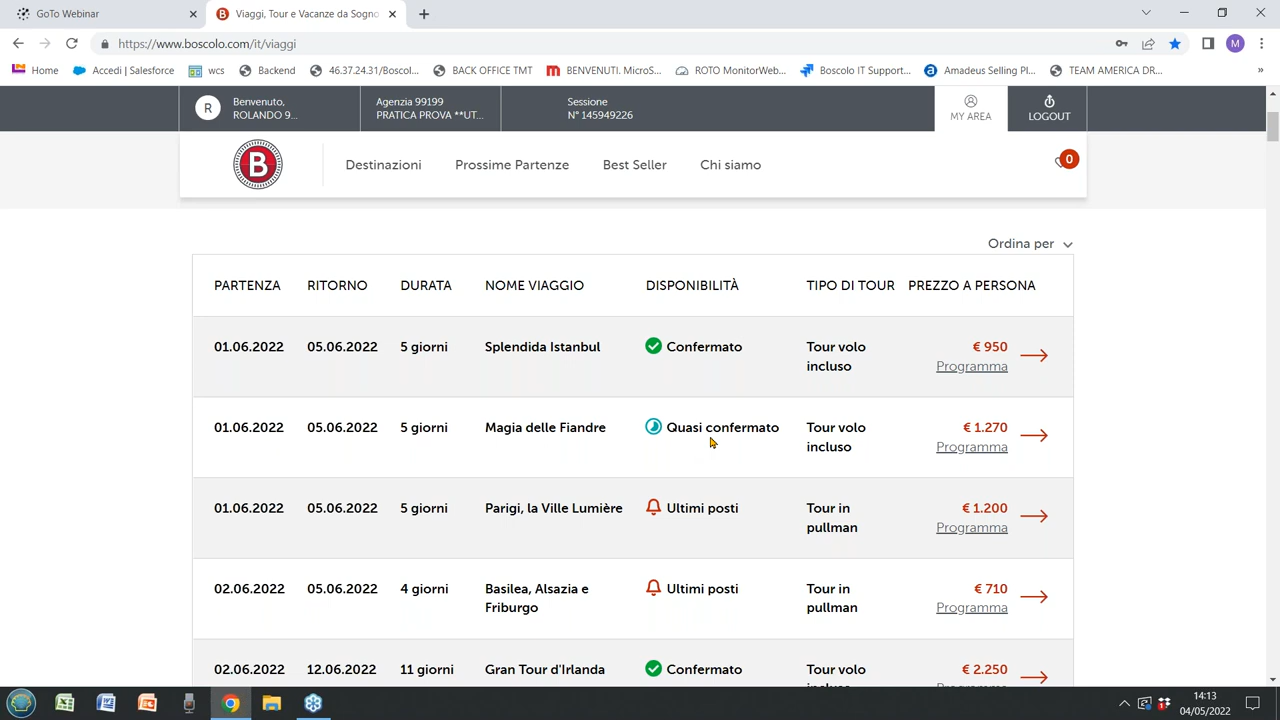 GoTo Webinar
Viaggi, Tour e Vacanze da Sogno
https://www.boscolo.com/it/viaggi
M
Home
Accedi | Salesforce
wcs
Backend
46.37.24.31/Boscol...
BACK OFFICE TMT
BENVENUTI. MicroS...
ROTO MonitorWeb...
Boscolo IT Support...
Amadeus Selling Pl...
TEAM AMERICA DR...
»
R
Benvenuto,
ROLANDO 9...
Agenzia 99199
PRATICA PROVA **UT...
Sessione
N° 145949226
MY AREA
LOGOUT
B
Destinazioni
Prossime Partenze
Best Seller
Chi siamo
0
Ordina per
PARTENZA RITORNO DURATA NOME VIAGGIO DISPONIBILITÀ TIPO DI TOUR PREZZO A PERSONA
01.06.2022 05.06.2022 5 giorni Splendida Istanbul Confermato Tour volo € 950
incluso Programma
01.06.2022 05.06.2022 5 giorni Magia delle Fiandre Quasi confermato Tour volo € 1.270
incluso Programma
01.06.2022 05.06.2022 5 giorni Parigi, la Ville Lumière Ultimi posti Tour in € 1.200
pullman Programma
02.06.2022 05.06.2022 4 giorni Basilea, Alsazia e Ultimi posti Tour in € 710
Friburgo pullman Programma
02.06.2022 12.06.2022 11 giorni Gran Tour d'Irlanda Confermato Tour volo € 2.250
14:13
04/05/2022